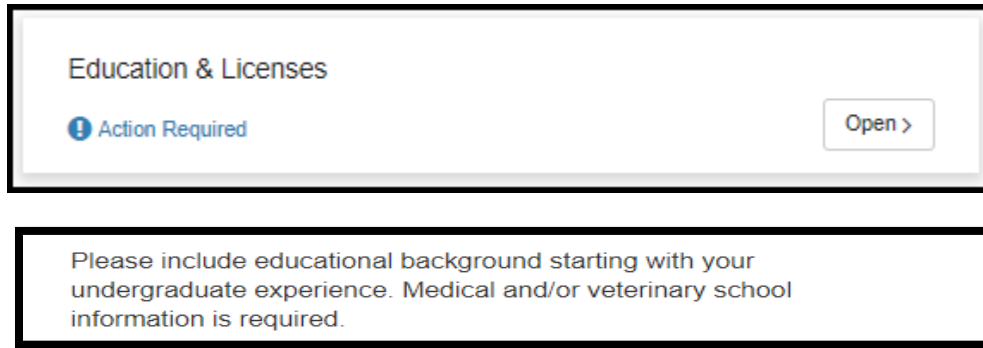 Education & Licenses
Action Required
Open >
Please include educational background starting with your
undergraduate experience. Medical and/or veterinary school
information is required.